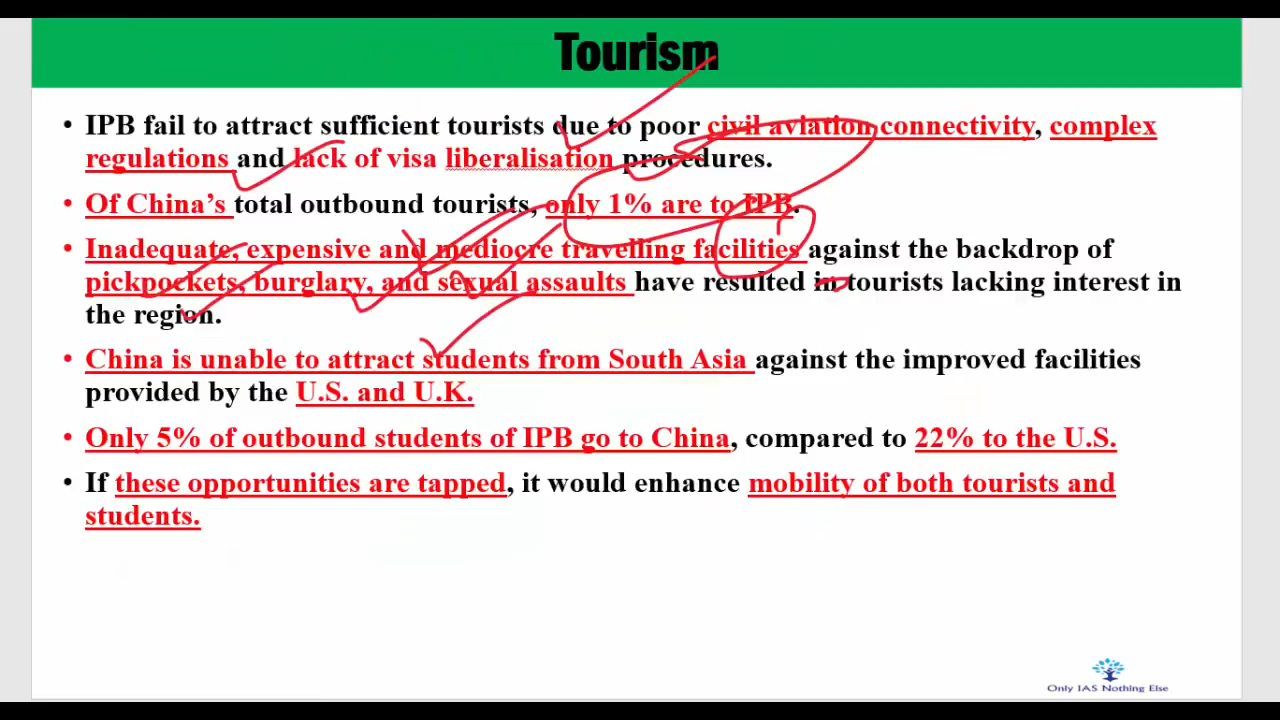 Tourism
• IPB fail to attract sufficient tourists due to poor civil aviation connectivity, complex
regulations and lack of visa liberalisation procedures.
• Of China's total outbound tourists, only 1% are to IPB.
• Inadequate, expensive and mediocre travelling facilities against the backdrop of
pickpockets, burglary, and sexual assaults have resulted in tourists lacking interest in
the region.
• China is unable to attract students from South Asia against the improved facilities
provided by the U.S. and U.K.
• Only 5% of outbound students of IPB go to China, compared to 22% to the U.S.
• If these opportunities are tapped, it would enhance mobility of both tourists and
students.
Only IAS Nothing Else